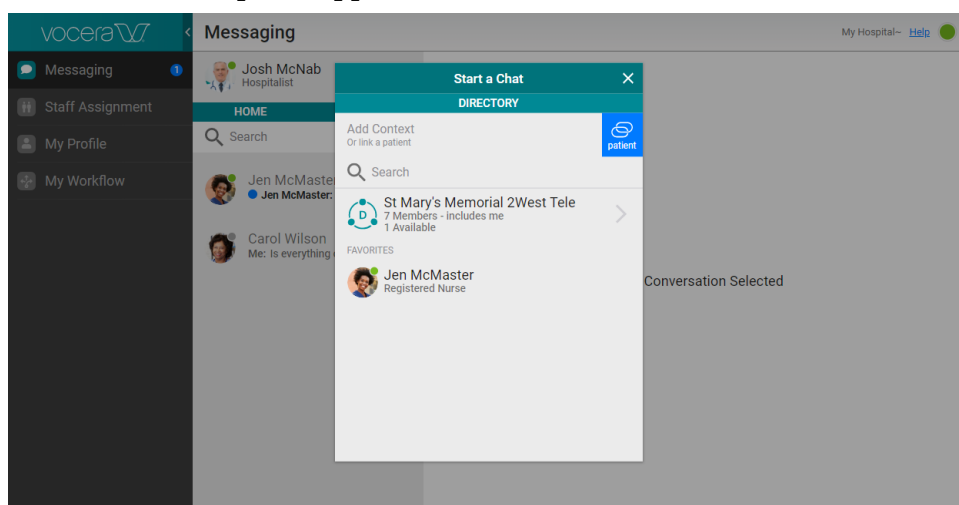 vocera
Messaging
My Hospital~ Help
Messaging 1
Staff Assignment
My Profile
My Workflow
Josh McNab
Hospitalist
HOME
Search
Jen McMaster
Jen McMaster:
Carol Wilson
Me: Is everything
Start a Chat
DIRECTORY
Add Context
Or link a patient
patient
Search
D
St Mary's Memorial 2West Tele
7 Members - includes me
1 Available
FAVORITES
Jen McMaster
Registered Nurse
Conversation Selected